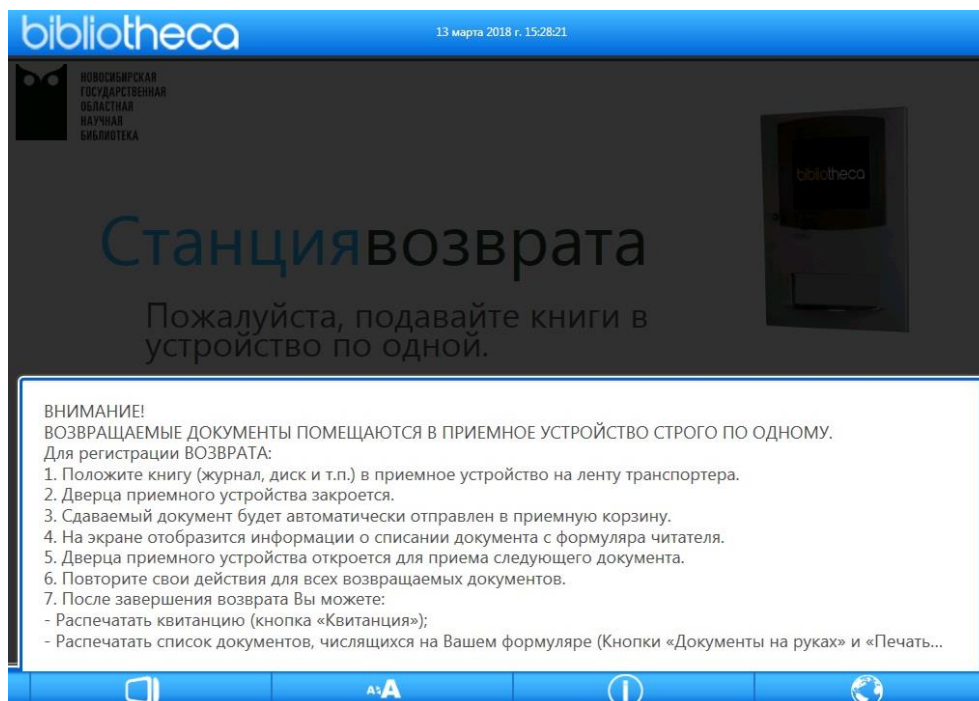 bibliotheca
13 марта 2018 г. 15:28:21
НОВОСИБИРСКАЯ
ГОСУДАРСТВЕННАЯ
ОБЛАСТНАЯ
НАУЧНАЯ
БИБЛИОТЕКА
bibliotheca
Станциявозврата
Пожалуйста, подавайте книги в
устройство по одной.
ВНИМАНИЕ!
ВОЗВРАЩАЕМЫЕ ДОКУМЕНТЫ ПОМЕЩАЮТСЯ В ПРИЕМНОЕ УСТРОЙСТВО СТРОГО ПО ОДНОМУ.
Для регистрации ВОЗВРАТА:
1. Положите книгу (журнал, диск и т.п.) в приемное устройство на ленту транспортера.
2. Дверца приемного устройства закроется.
3. Сдаваемый документ будет автоматически отправлен в приемную корзину.
4. На экране отобразится информации о списании документа с формуляра читателя.
5. Дверца приемного устройства откроется для приема следующего документа.
6. Повторите свои действия для всех возвращаемых документов.
7. После завершения возврата Вы можете:
- Распечатать квитанцию (кнопка «Квитанция»);
- Распечатать список документов, числящихся на Вашем формуляре (Кнопки «Документы на руках» и «Печать...
A:A